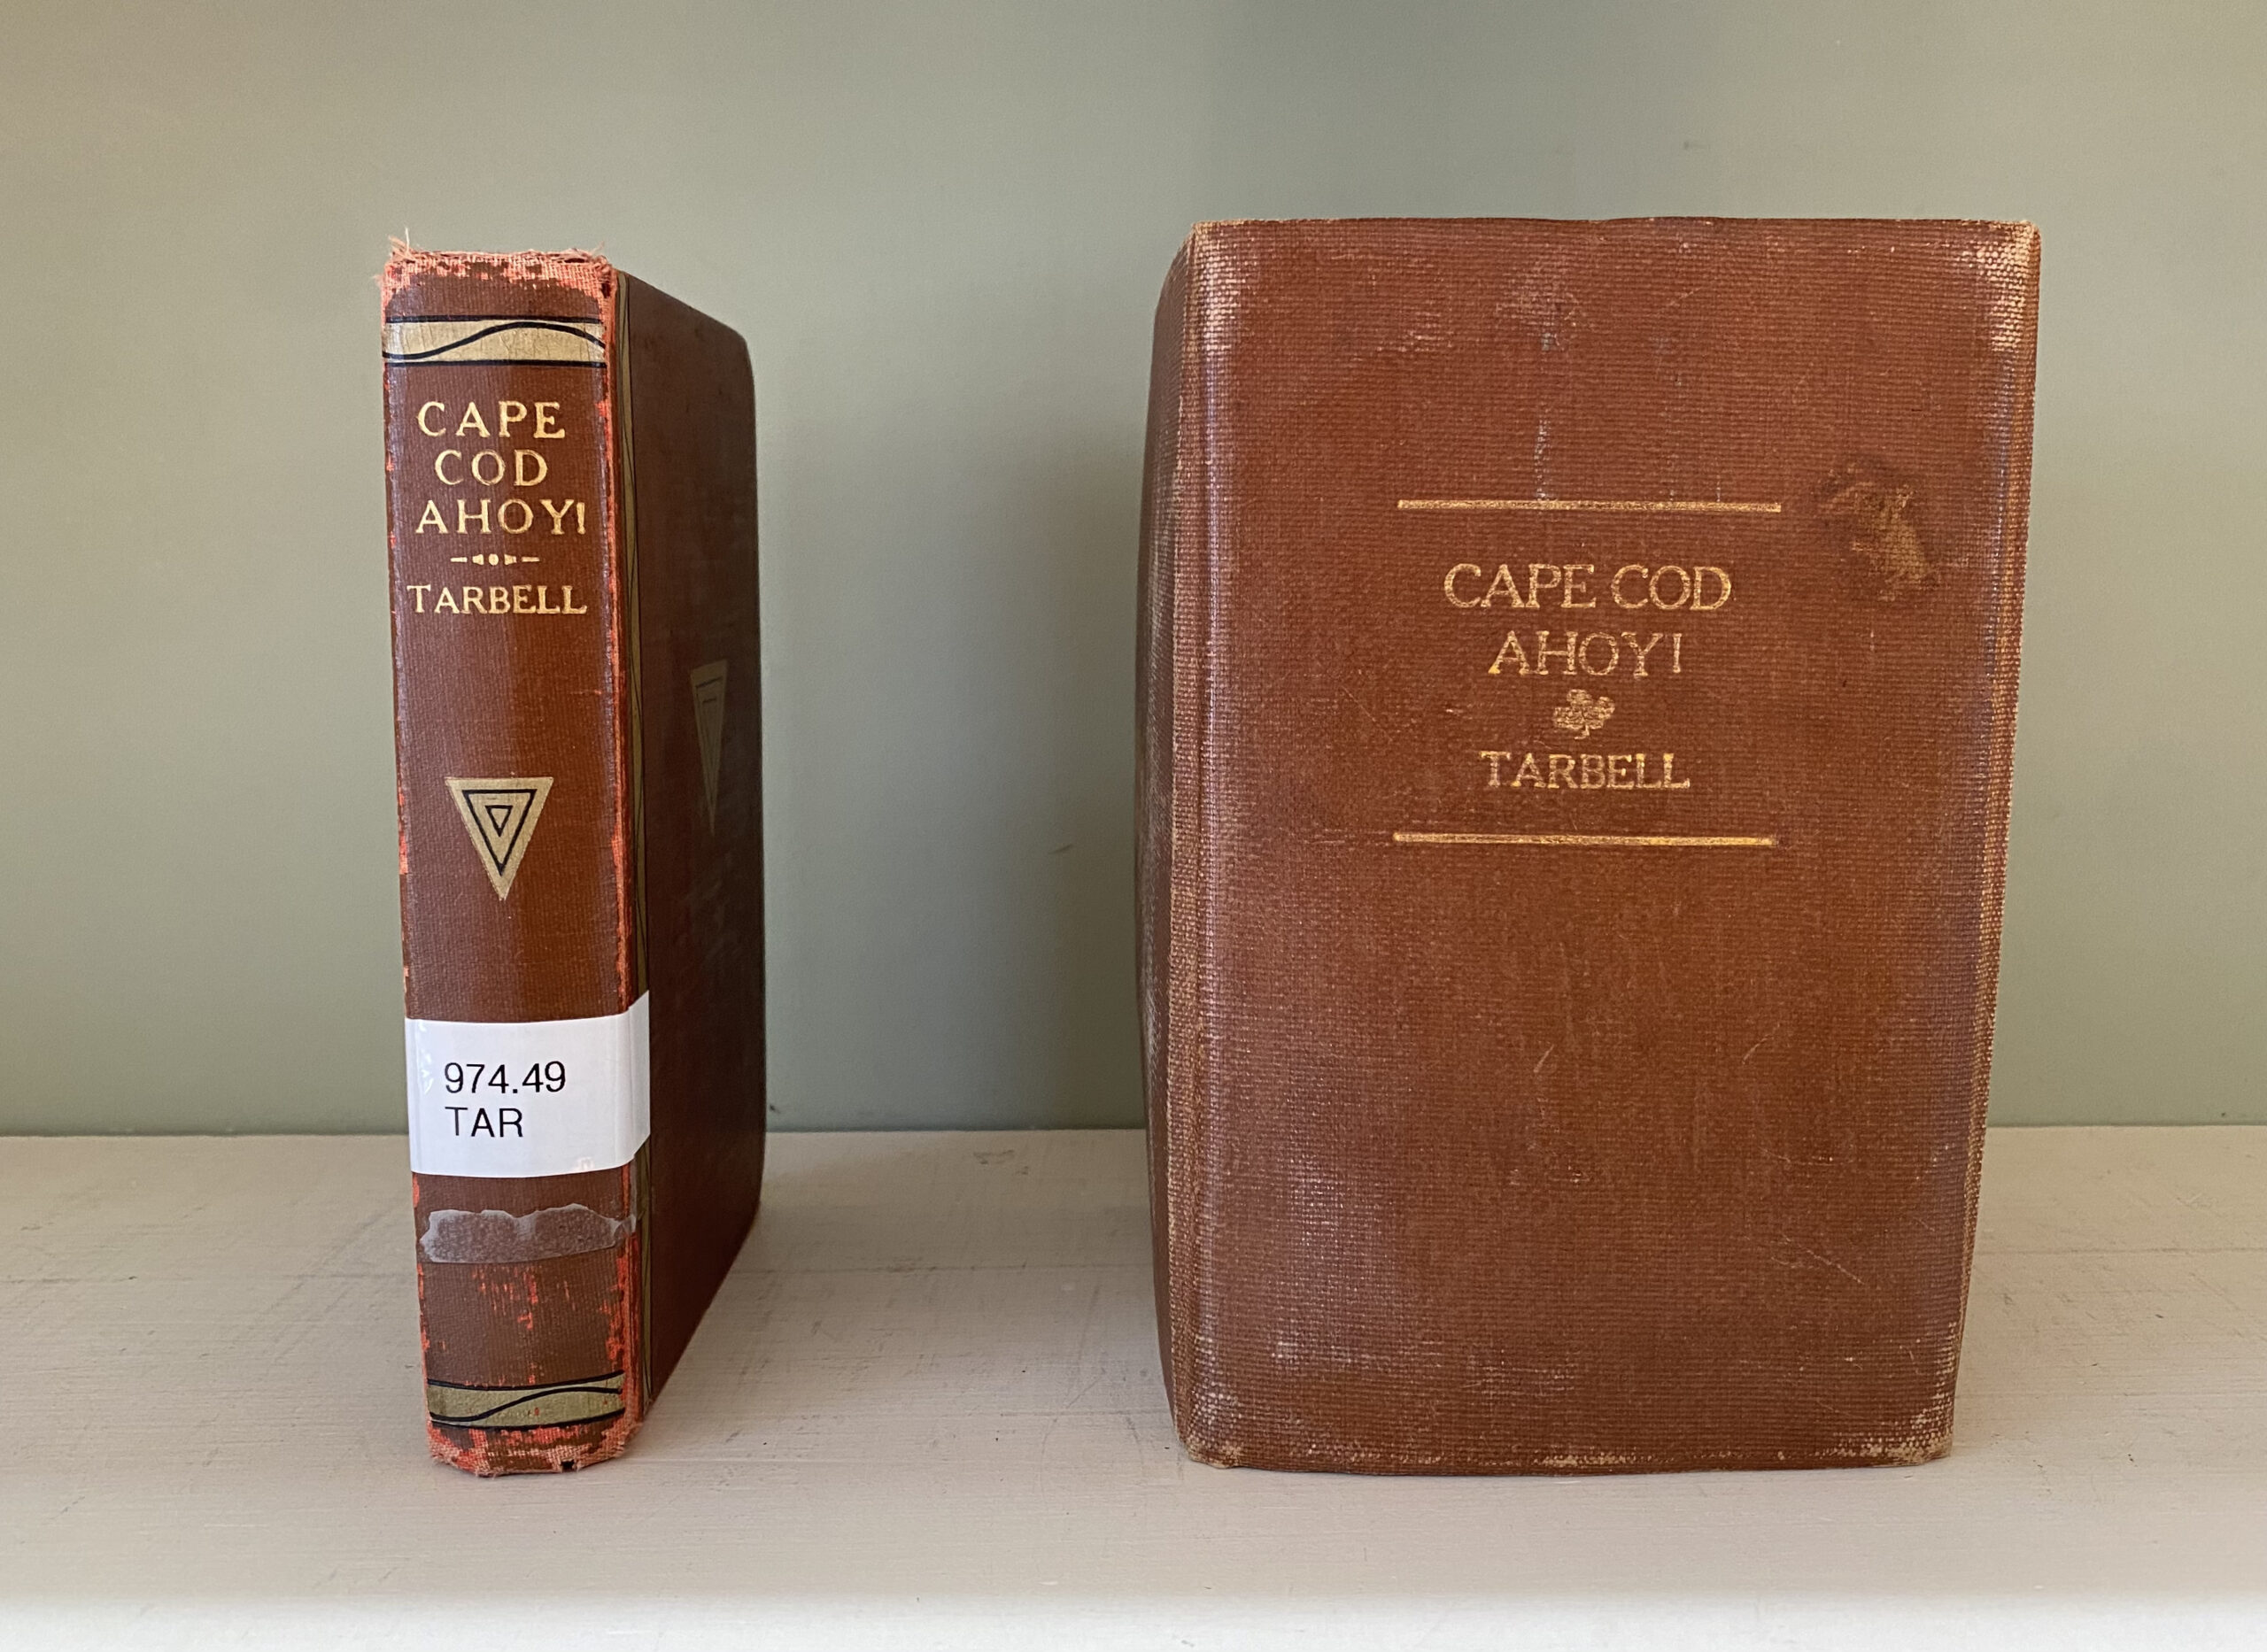 CAPE
COD
AHOY!
TARBELL
974.49
TAR
CAPE COD
AHOY!
TARBELL